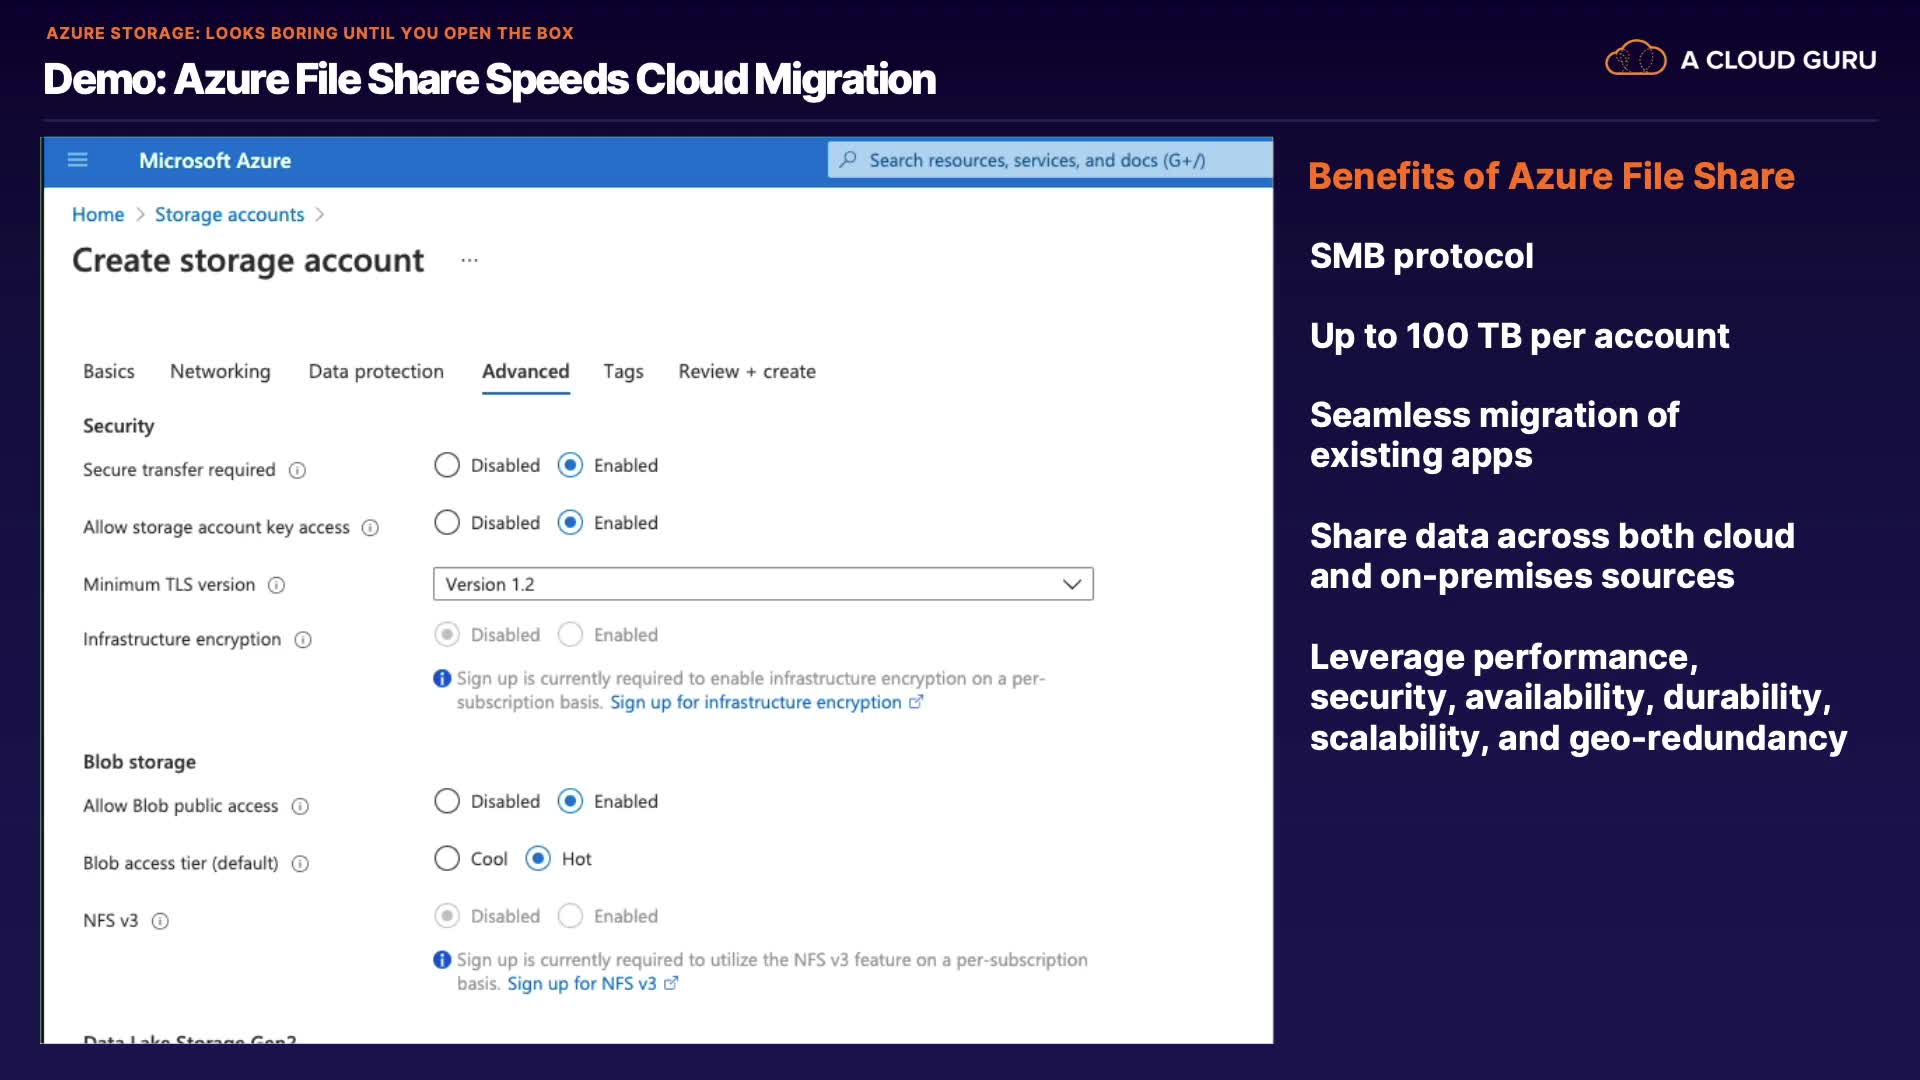 AZURE STORAGE: LOOKS BORING UNTIL YOU OPEN THE BOX
Demo: Azure File Share Speeds Cloud Migration
A CLOUD GURU
Microsoft Azure
Search resources, services, and docs (G+/)
Home > Storage accounts >
Create storage account ...
Basics Networking Data protection Advanced Tags Review + create
Security
Secure transfer required Disabled Enabled
Allow storage account key access Disabled Enabled
Minimum TLS version Version 1.2
Infrastructure encryption Disabled Enabled
Sign up is currently required to enable infrastructure encryption on a per-
subscription basis. Sign up for infrastructure encryption
Blob storage
Allow Blob public access Disabled Enabled
Blob access tier (default) Cool Hot
NFS v3 Disabled Enabled
Sign up is currently required to utilize the NFS v3 feature on a per-subscription
basis. Sign up for NFS v3
Data Lake Storage Gen2
Benefits of Azure File Share
SMB protocol
Up to 100 TB per account
Seamless migration of
existing apps
Share data across both cloud
and on-premises sources
Leverage performance,
security, availability, durability,
scalability, and geo-redundancy